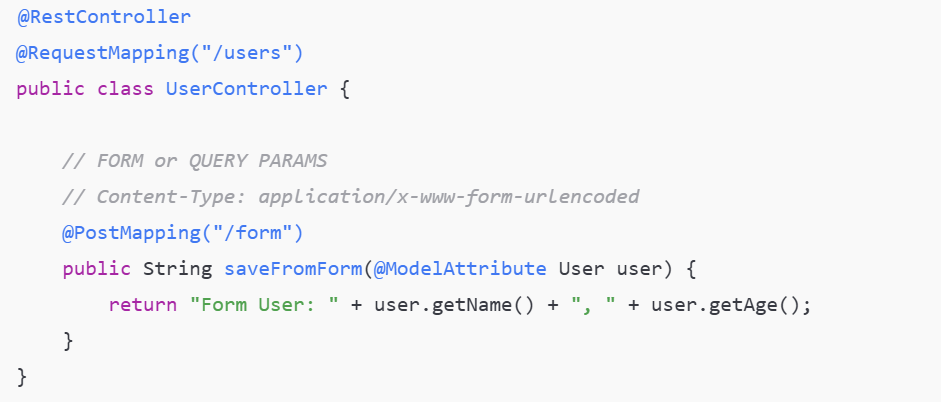 @RestController
@RequestMapping("/users")
public class UserController {
// FORM or QUERY PARAMS
// Content-Type: application/x-www-form-urlencoded
@PostMapping("/form")
public String saveFromForm(@ModelAttribute User user) {
return "Form User: " + user.getName() + ", " + user.getAge();
}
}